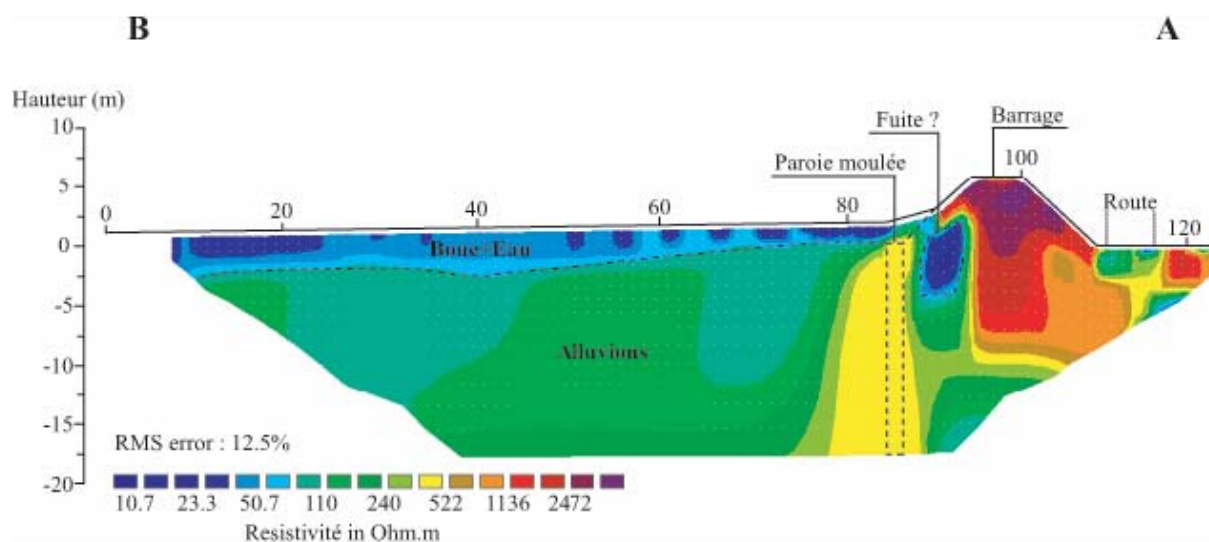 B
A
Hauteur (m)
Fuite ?
Barrage
Paroie moulée
100
Route
10
5
0
-5
-10
-15
-20
0
20
40
60
80
120
Boue+Eau
Alluvions
RMS error : 12.5%
10.7 23.3 50.7 110 240 522 1136 2472
Resistivité in Ohm.m